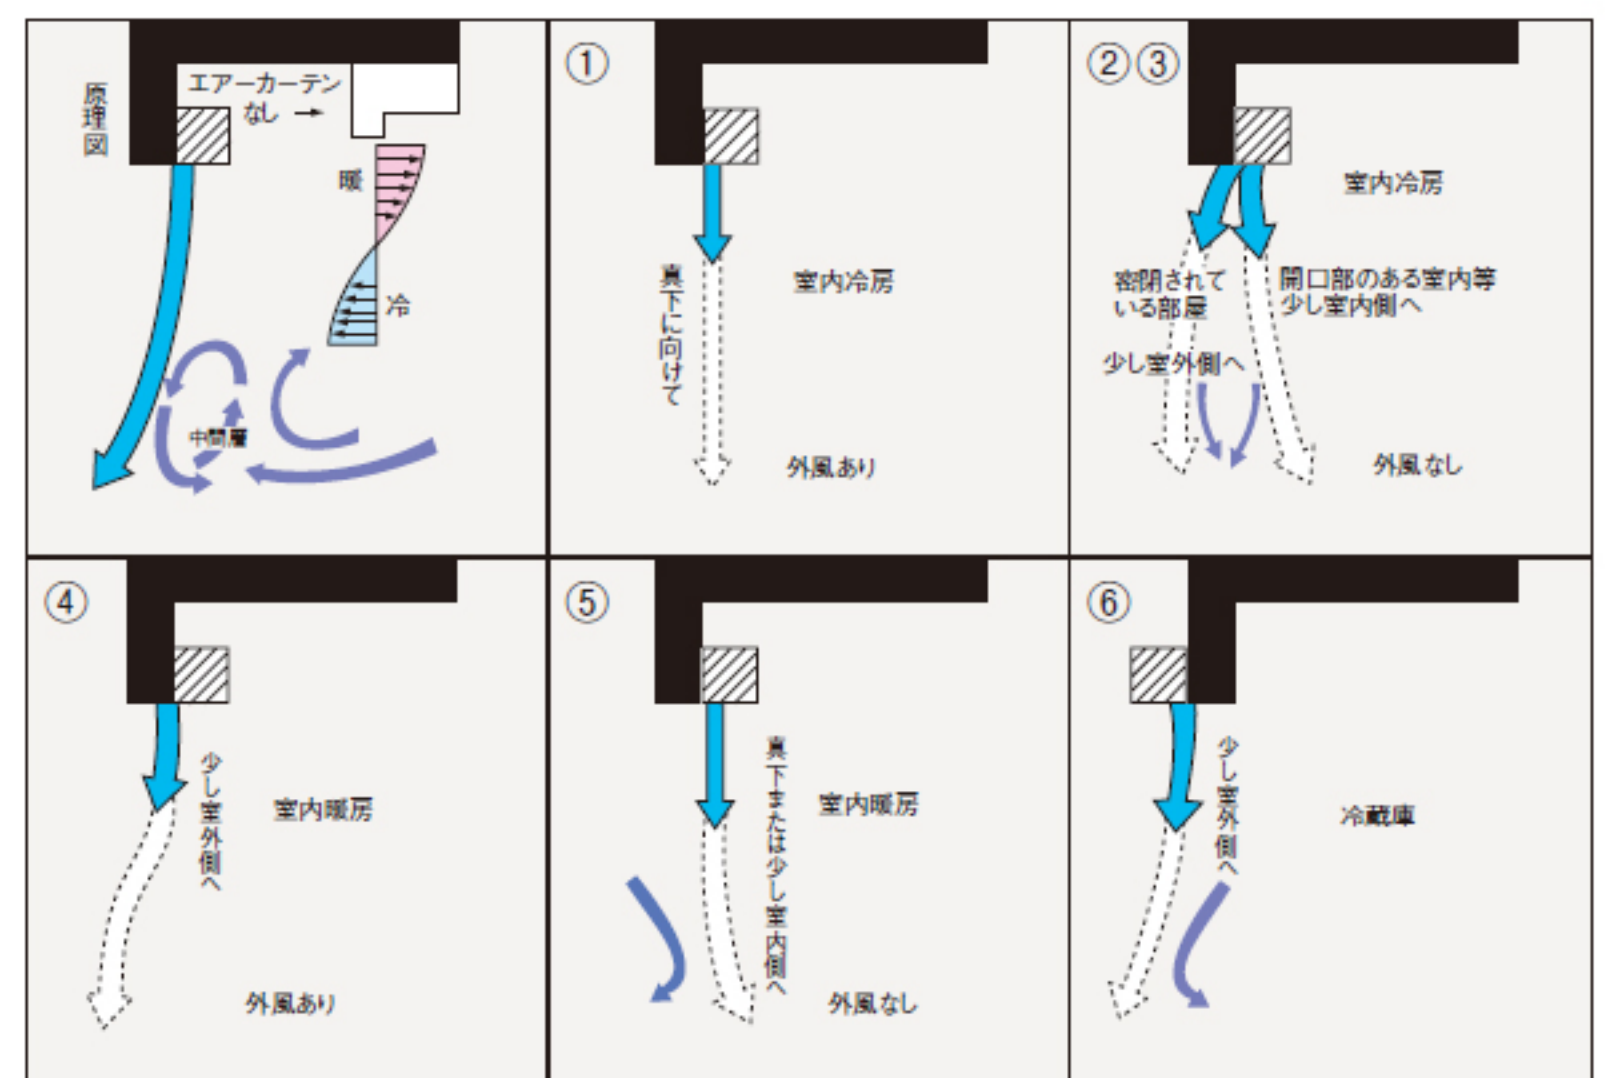 原理図
エアーカーテン
なし →
暖
冷
中間層
①
真下に向けて
室内冷房
外風あり
②③
室内冷房
密閉されて
いる部屋
少し室外側へ
開口部のある室内等
少し室内側へ
外風なし
④
少し室外側へ
室内暖房
外風あり
⑤
真下または少し室内側へ
室内暖房
外風なし
⑥
少し室外側へ
冷蔵庫